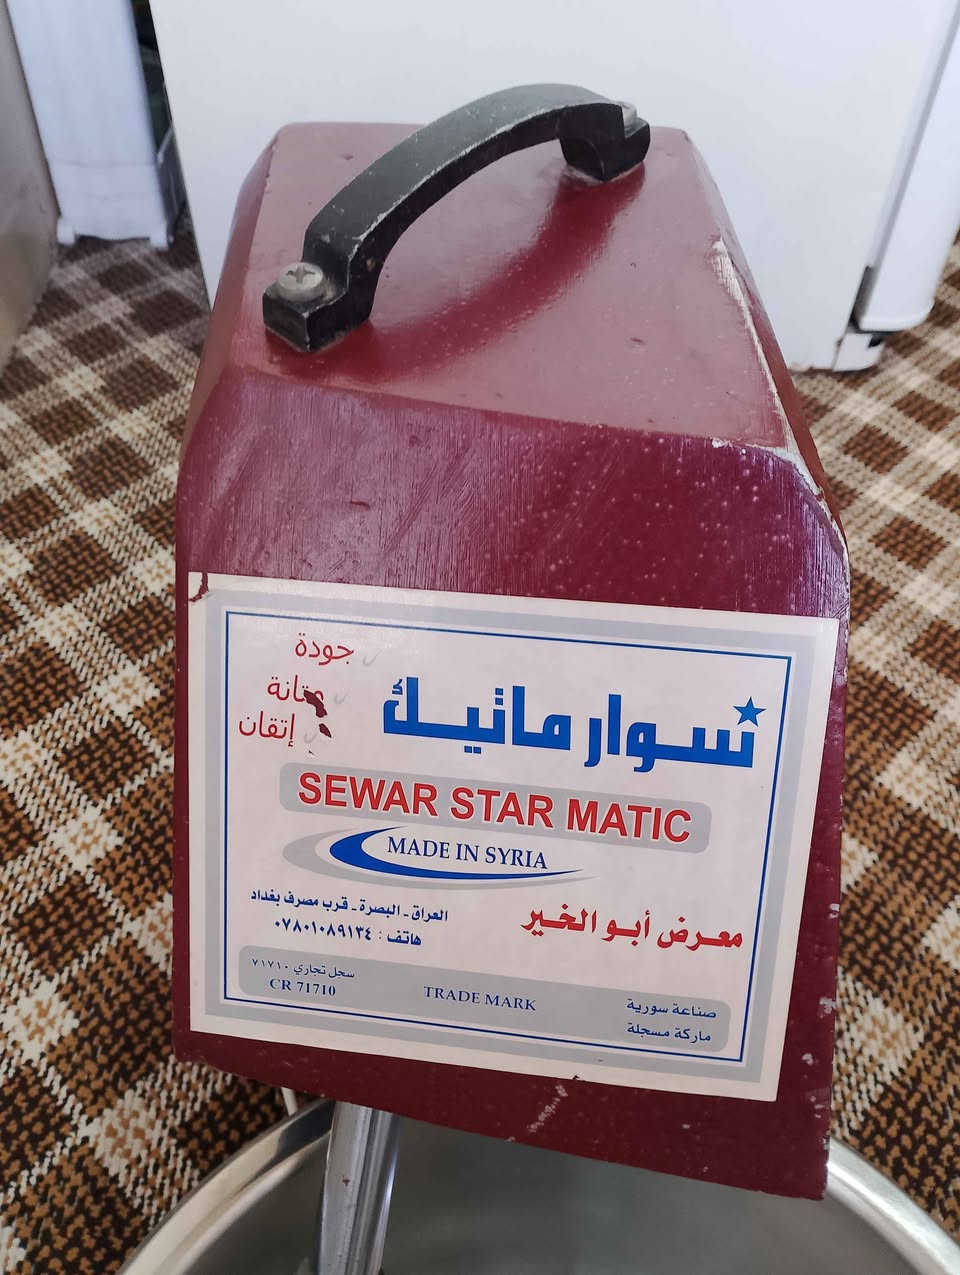 جودة
متانة
إتقان
سوار ماتيك
SEWAR STAR MATIC
MADE IN SYRIA
معرض أبو الخير
العراق ـ البصرة ـ قرب مصرف بغداد
هاتف : ٠٧٨٠١٠٨٩١٣٤
سجل تجاري ٧١٧١٠
CR 71710
TRADE MARK
صناعة سورية
ماركة مسجلة